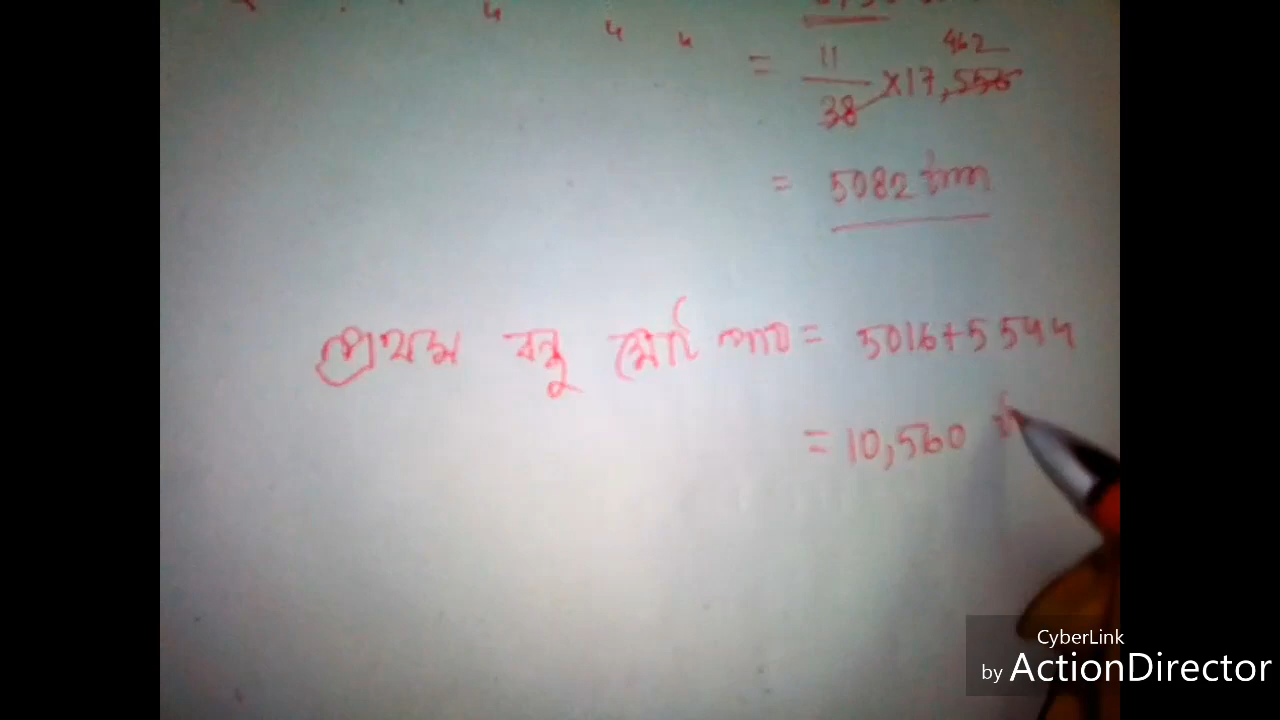 = 11/38 × 17,556 462
= 5082 টাকা
প্রথম বন্ধু মোট পাবে = 5016+5544
= 10,560
CyberLink
by ActionDirector